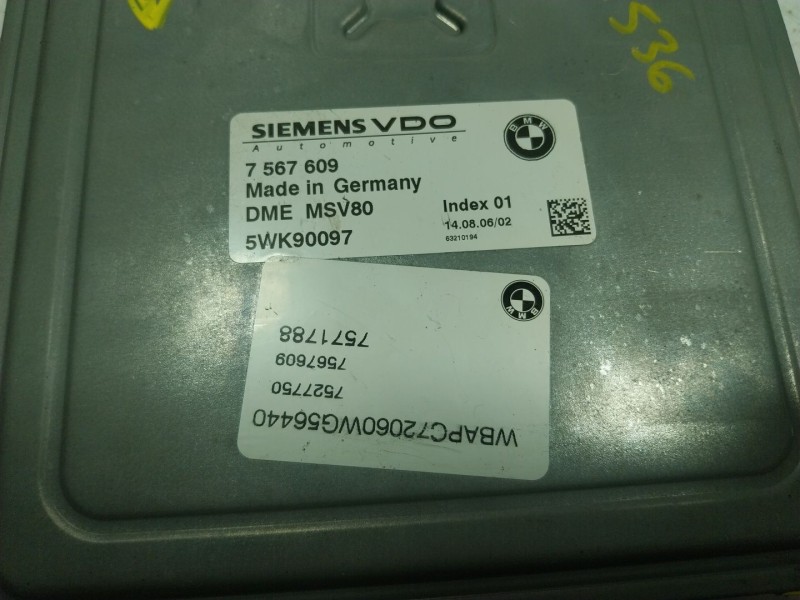 536
SIEMENS VDO
Automotive
BMW
7 567 609
Made in Germany
DME MSV80
Index 01
14.08.06/02
5WK90097
63210194
BMW
WBAPC72060WG56440
7527750
7567609
7571788